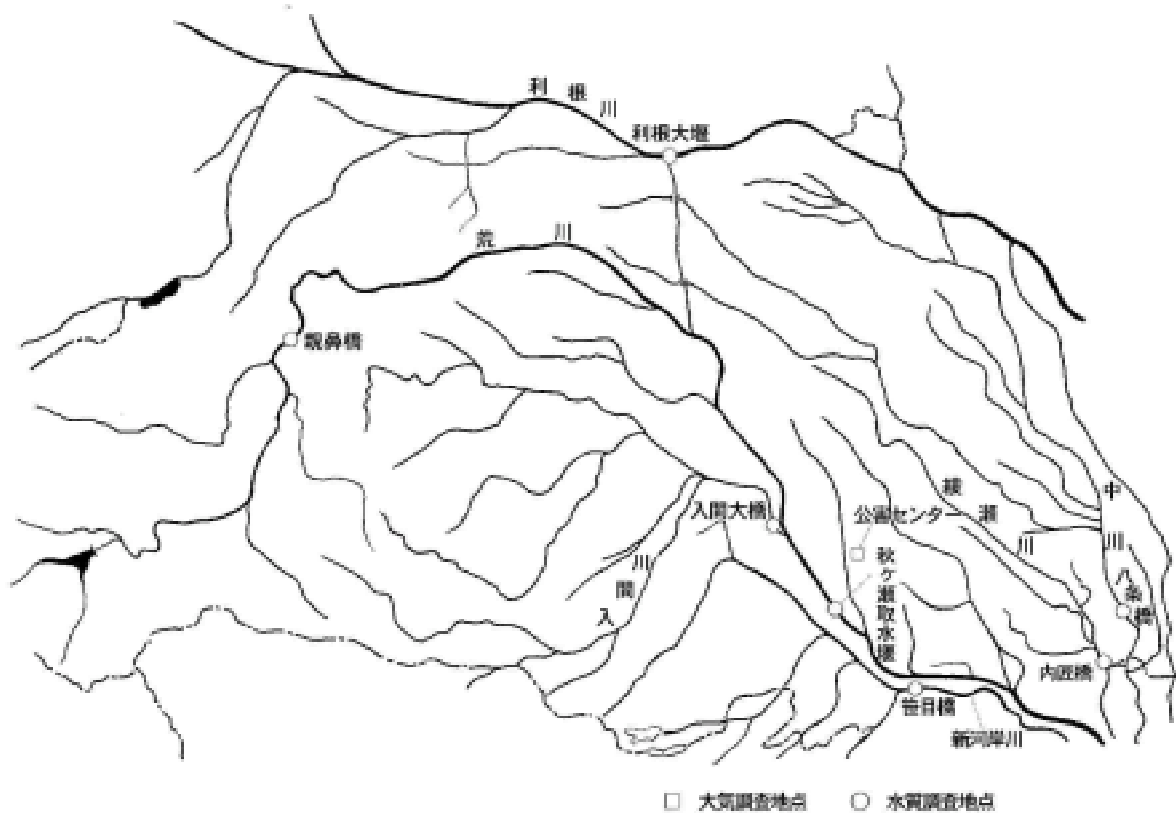 利根川
利根大堰
荒川
親鼻橋
入間大橋
入間川
公害センター
綾瀬川
中川
秋ヶ瀬取水堰
八条橋
内匠橋
笹目橋
新河岸川
□ 大気調査地点 ○ 水質調査地点